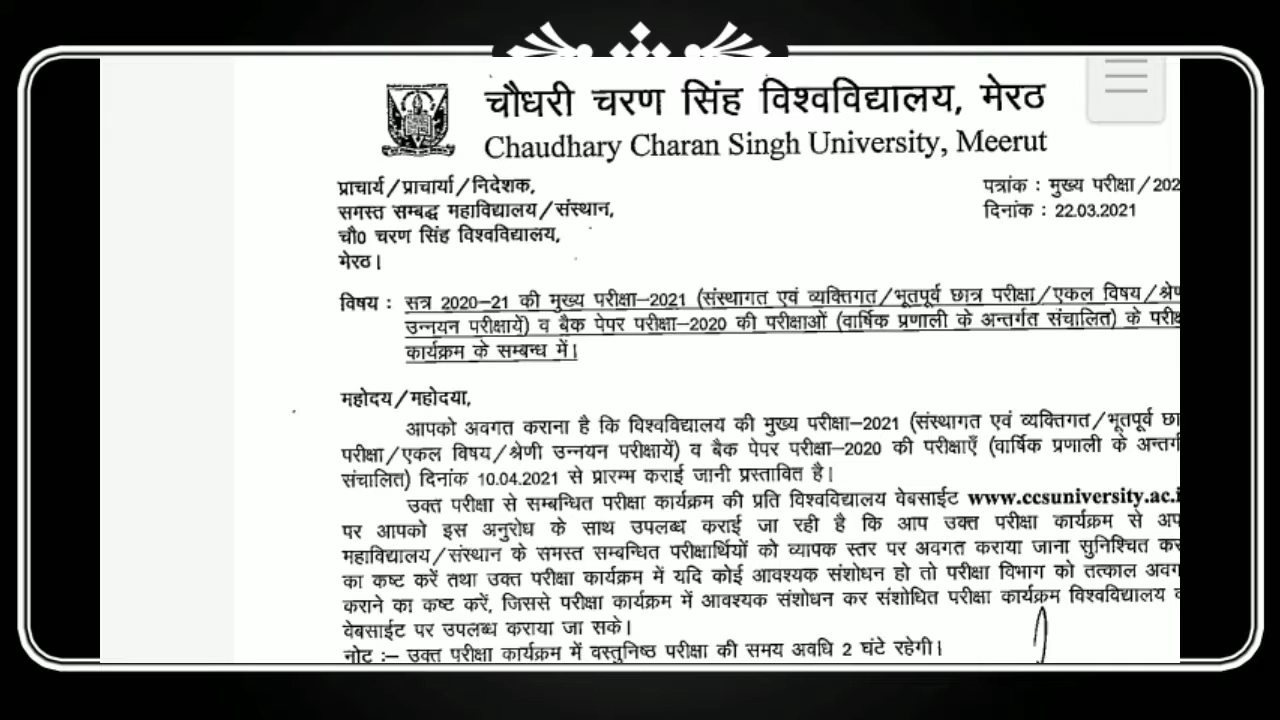 चौधरी चरण सिंह विश्वविद्यालय, मेरठ
Chaudhary Charan Singh University, Meerut
प्राचार्य/प्राचार्या/निदेशक,
समस्त सम्बद्ध महाविद्यालय/संस्थान,
चौ0 चरण सिंह विश्वविद्यालय,
मेरठ।
पत्रांक : मुख्य परीक्षा/202
दिनांक : 22.03.2021
विषय : सत्र 2020–21 की मुख्य परीक्षा–2021 (संस्थागत एवं व्यक्तिगत/भूतपूर्व छात्र परीक्षा/एकल विषय/श्रे
उन्नयन परीक्षायें) व बैक पेपर परीक्षा–2020 की परीक्षाओं (वार्षिक प्रणाली के अन्तर्गत संचालित) के परी
कार्यक्रम के सम्बन्ध में।
महोदय/महोदया,
आपको अवगत कराना है कि विश्वविद्यालय की मुख्य परीक्षा–2021 (संस्थागत एवं व्यक्तिगत/भूतपूर्व छा
परीक्षा/एकल विषय/श्रेणी उन्नयन परीक्षायें) व बैक पेपर परीक्षा–2020 की परीक्षाएँ (वार्षिक प्रणाली के अन्तर्ग
संचालित) दिनांक 10.04.2021 से प्रारम्भ कराई जानी प्रस्तावित है।
उक्त परीक्षा से सम्बन्धित परीक्षा कार्यक्रम की प्रति विश्वविद्यालय वेबसाईट www.ccsuniversity.ac.i
पर आपको इस अनुरोध के साथ उपलब्ध कराई जा रही है कि आप उक्त परीक्षा कार्यक्रम से अप
महाविद्यालय/संस्थान के समस्त सम्बन्धित परीक्षार्थियों को व्यापक स्तर पर अवगत कराया जाना सुनिश्चित कर
का कष्ट करें तथा उक्त परीक्षा कार्यक्रम में यदि कोई आवश्यक संशोधन हो तो परीक्षा विभाग को तत्काल अवग
कराने का कष्ट करें, जिससे परीक्षा कार्यक्रम में आवश्यक संशोधन कर संशोधित परीक्षा कार्यक्रम विश्वविद्यालय
वेबसाईट पर उपलब्ध कराया जा सके।
नोट :– उक्त परीक्षा कार्यक्रम में वस्तुनिष्ठ परीक्षा की समय अवधि 2 घंटे रहेगी।